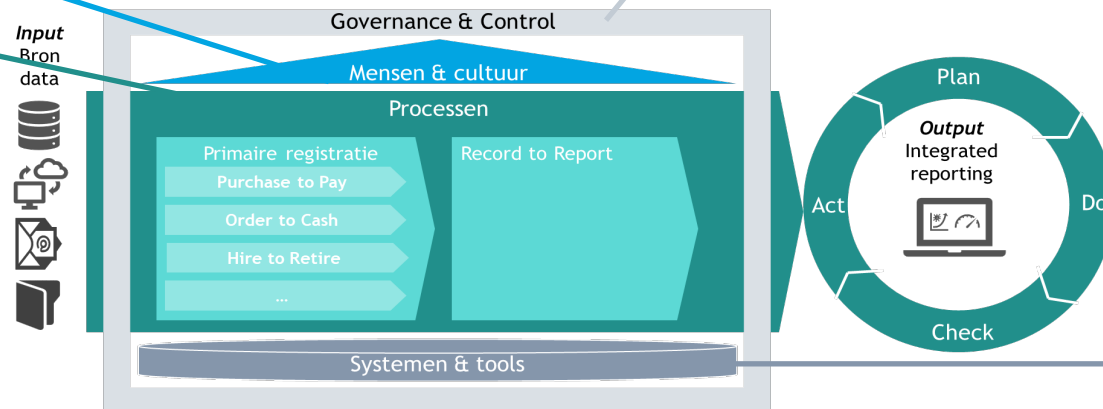 Governance & Control
Input
Bron
data
Mensen & cultuur
Processen
Primaire registratie
Purchase to Pay
Order to Cash
Hire to Retire
...
Record to Report
Systemen & tools
Plan
Do
Check
Act
Output
Integrated
reporting